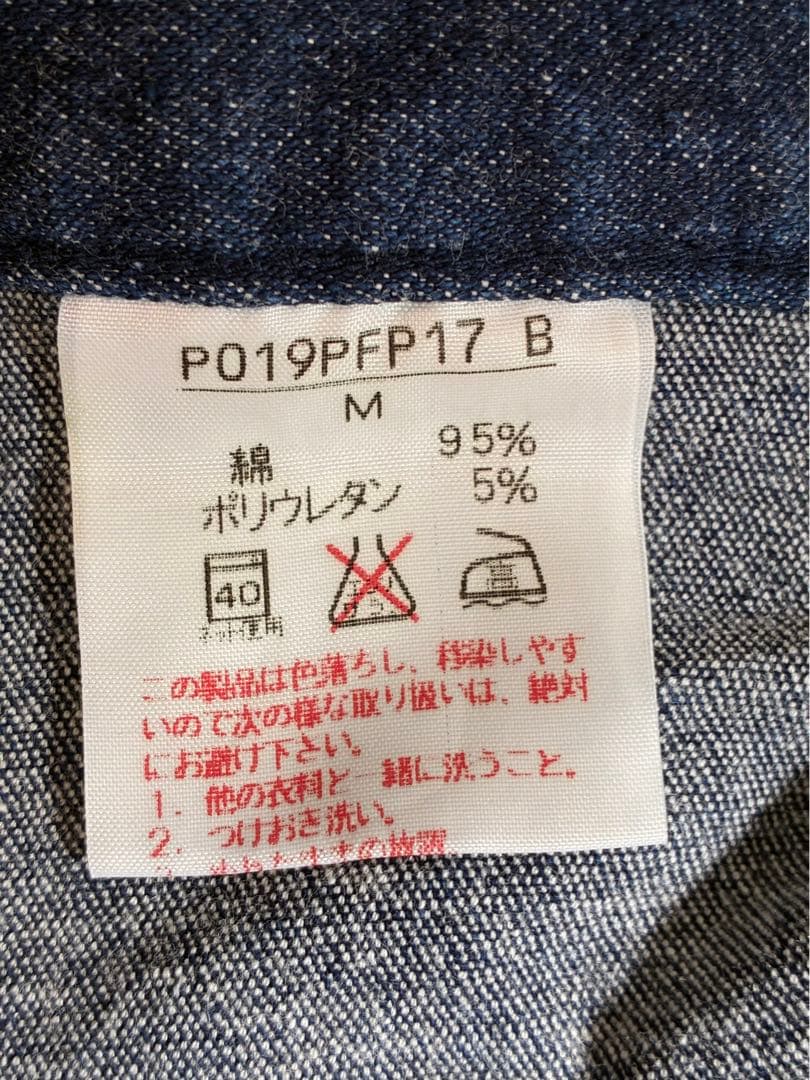 P019PFP17 B
M
綿 95%
ポリウレタン 5%
40
ネット使用
高
この製品は色落ちし、移染しやす
いので次の様な取り扱いは、絶対
にお避け下さい。
1. 他の衣料と一緒に洗うこと。
2. つけおき洗い。